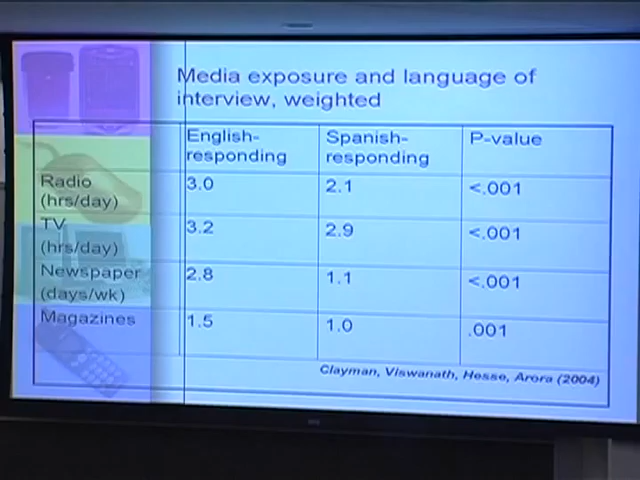 Media exposure and language of
interview, weighted
English-
responding
Spanish-
responding
P-value
Radio
(hrs/day)
3.0
2.1
<.001
TV
(hrs/day)
3.2
2.9
<.001
Newspaper
(days/wk)
2.8
1.1
<.001
Magazines
1.5
1.0
.001
Clayman, Viswanath, Hesse, Arora (2004)